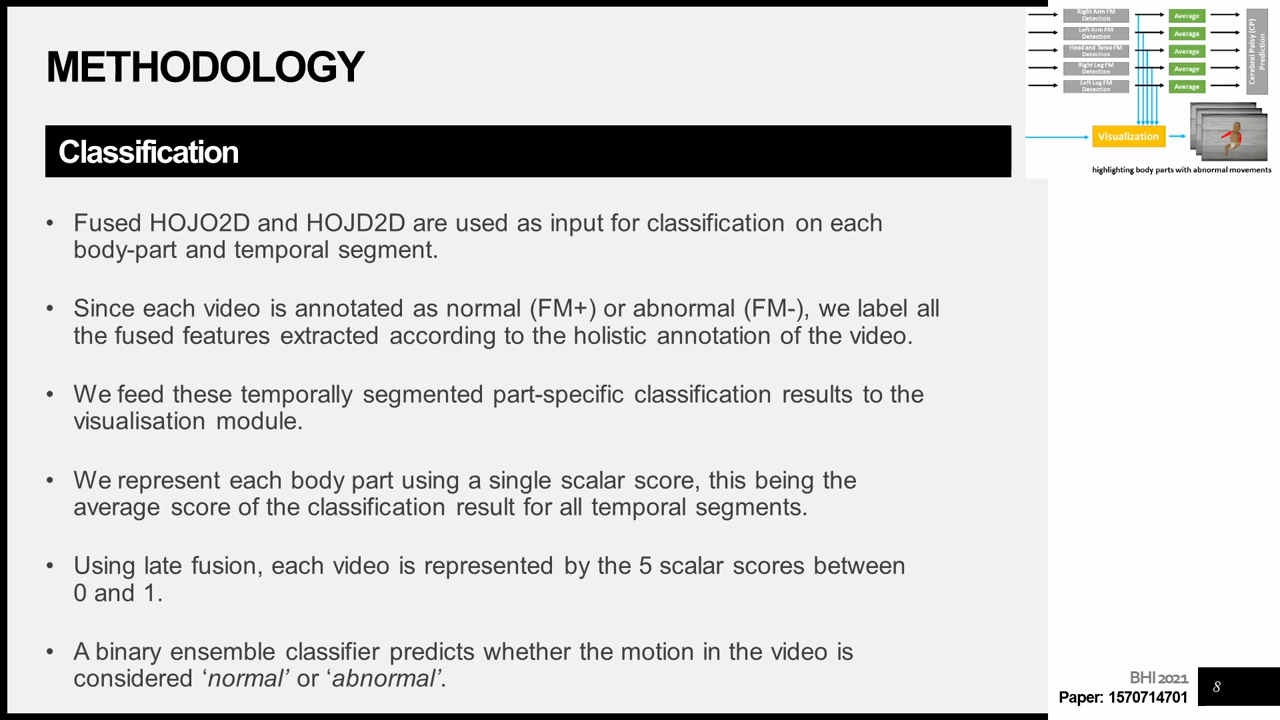 METHODOLOGY
Classification
• Fused HOJO2D and HOJD2D are used as input for classification on each
body-part and temporal segment.
• Since each video is annotated as normal (FM+) or abnormal (FM-), we label all
the fused features extracted according to the holistic annotation of the video.
• We feed these temporally segmented part-specific classification results to the
visualisation module.
• We represent each body part using a single scalar score, this being the
average score of the classification result for all temporal segments.
• Using late fusion, each video is represented by the 5 scalar scores between
0 and 1.
• A binary ensemble classifier predicts whether the motion in the video is
considered ‘normal’ or ‘abnormal’.
Right Arm FM
Detection
Average
Left Arm FM
Detection
Average
Head and Torso FM
Detection
Average
Right Leg FM
Detection
Average
Left Leg FM
Detection
Average
Cerebral Palsy (CP)
Prediction
Visualization
highlighting body parts with abnormal movements
BHI 2021
Paper: 1570714701
8